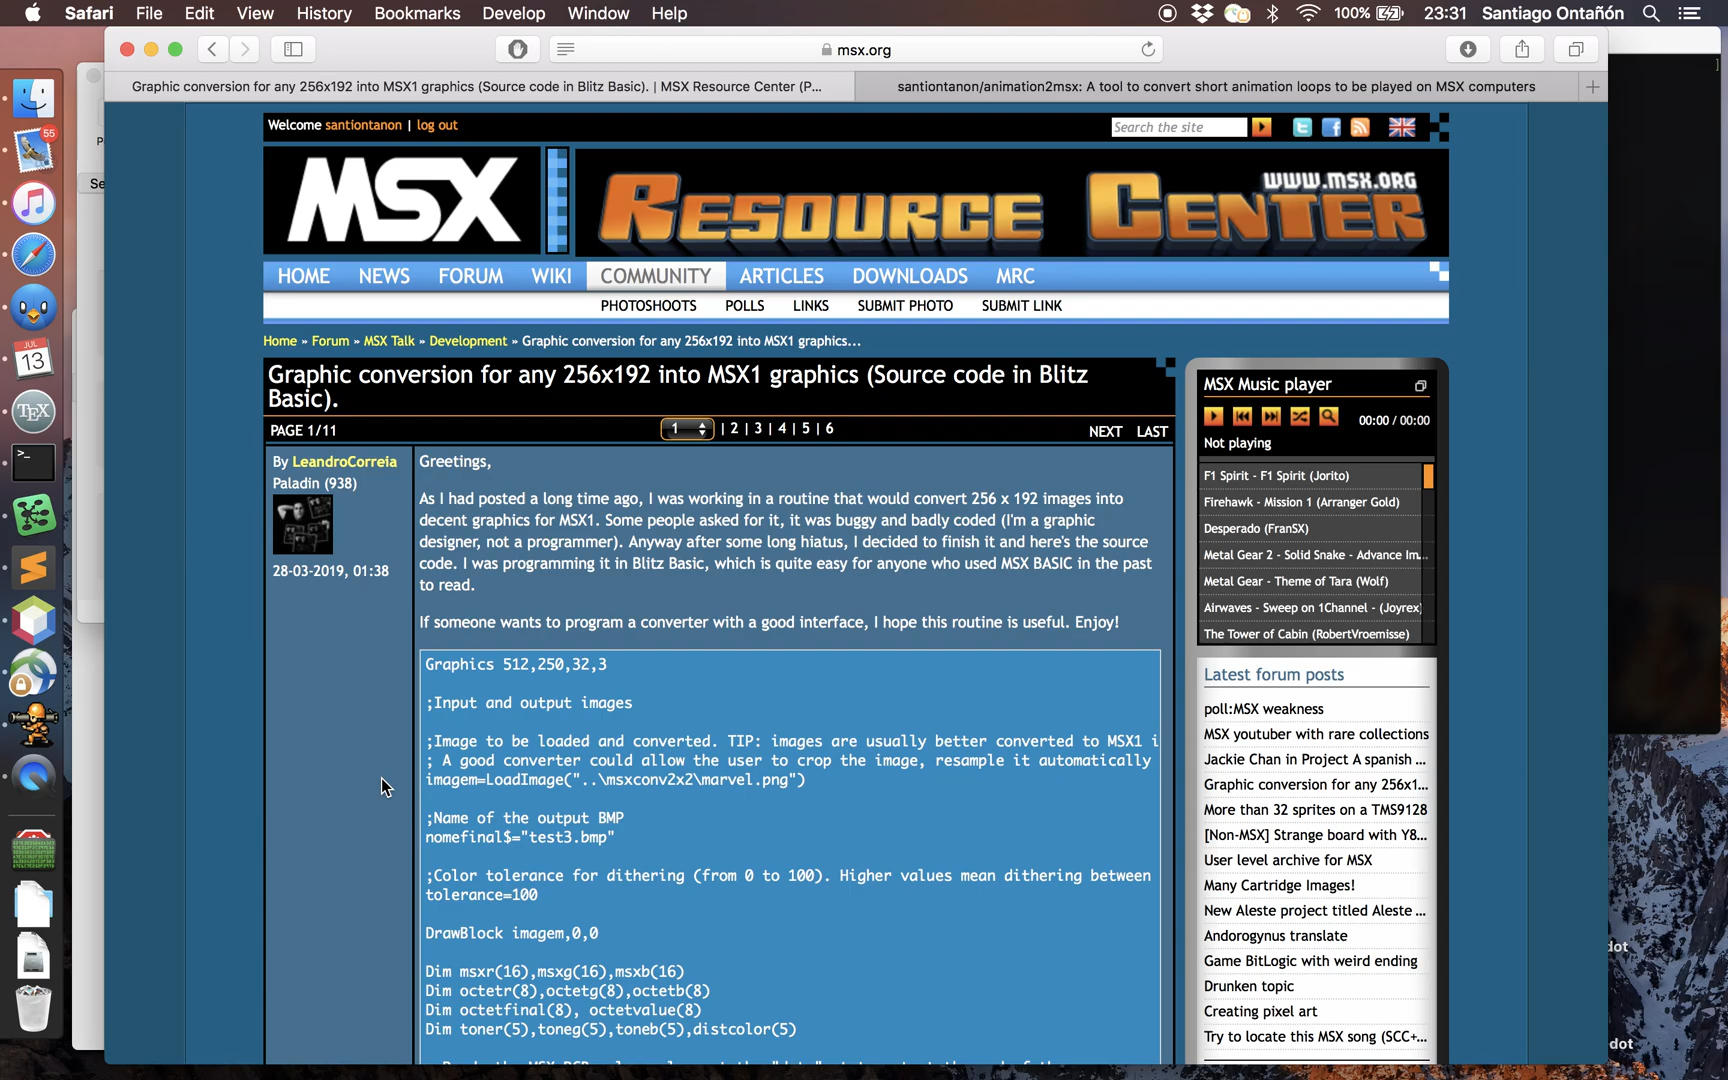 Safari File Edit View History Bookmarks Develop Window Help 100% 23:31 Santiago Ontañón
msx.org
Graphic conversion for any 256x192 into MSX1 graphics (Source code in Blitz Basic). | MSX Resource Center (P...
santiontanon/animation2msx: A tool to convert short animation loops to be played on MSX computers
Welcome santiontanon | log out
Search the site
MSX
RESOURCE CENTER
WWW.MSX.ORG
HOME NEWS FORUM WIKI COMMUNITY ARTICLES DOWNLOADS MRC
PHOTOSHOOTS POLLS LINKS SUBMIT PHOTO SUBMIT LINK
Home » Forum » MSX Talk » Development » Graphic conversion for any 256x192 into MSX1 graphics...
Graphic conversion for any 256x192 into MSX1 graphics (Source code in Blitz
Basic).
PAGE 1/11
1 | 2 | 3 | 4 | 5 | 6
NEXT LAST
By LeandroCorreia
Paladin (938)
28-03-2019, 01:38
Greetings,
As I had posted a long time ago, I was working in a routine that would convert 256 x 192 images into
decent graphics for MSX1. Some people asked for it, it was buggy and badly coded (I'm a graphic
designer, not a programmer). Anyway after some long hiatus, I decided to finish it and here's the source
code. I was programming it in Blitz Basic, which is quite easy for anyone who used MSX BASIC in the past
to read.
If someone wants to program a converter with a good interface, I hope this routine is useful. Enjoy!
Graphics 512,250,32,3
;Input and output images
;Image to be loaded and converted. TIP: images are usually better converted to MSX1 i
; A good converter could allow the user to crop the image, resample it automatically
imagem=LoadImage("..\msxconv2x2\marvel.png")
;Name of the output BMP
nomefinal$="test3.bmp"
;Color tolerance for dithering (from 0 to 100). Higher values mean dithering between
tolerance=100
DrawBlock imagem,0,0
Dim msxr(16),msxg(16),msxb(16)
Dim octetr(8),octetg(8),octetb(8)
Dim octetfinal(8), octetvalue(8)
Dim toner(5),toneg(5),toneb(5),distcolor(5)
MSX Music player
00:00 / 00:00
Not playing
F1 Spirit - F1 Spirit (Jorito)
Firehawk - Mission 1 (Arranger Gold)
Desperado (FranSX)
Metal Gear 2 - Solid Snake - Advance Im...
Metal Gear - Theme of Tara (Wolf)
Airwaves - Sweep on 1Channel - (Joyrex)
The Tower of Cabin (RobertVroemisse)
Latest forum posts
poll:MSX weakness
MSX youtuber with rare collections
Jackie Chan in Project A spanish ...
Graphic conversion for any 256x1...
More than 32 sprites on a TMS9128
[Non-MSX] Strange board with Y8...
User level archive for MSX
Many Cartridge Images!
New Aleste project titled Aleste ...
Andorogynus translate
Game BitLogic with weird ending
Drunken topic
Creating pixel art
Try to locate this MSX song (SCC+...
55
JUL
13
TEX
Se
dot
dot